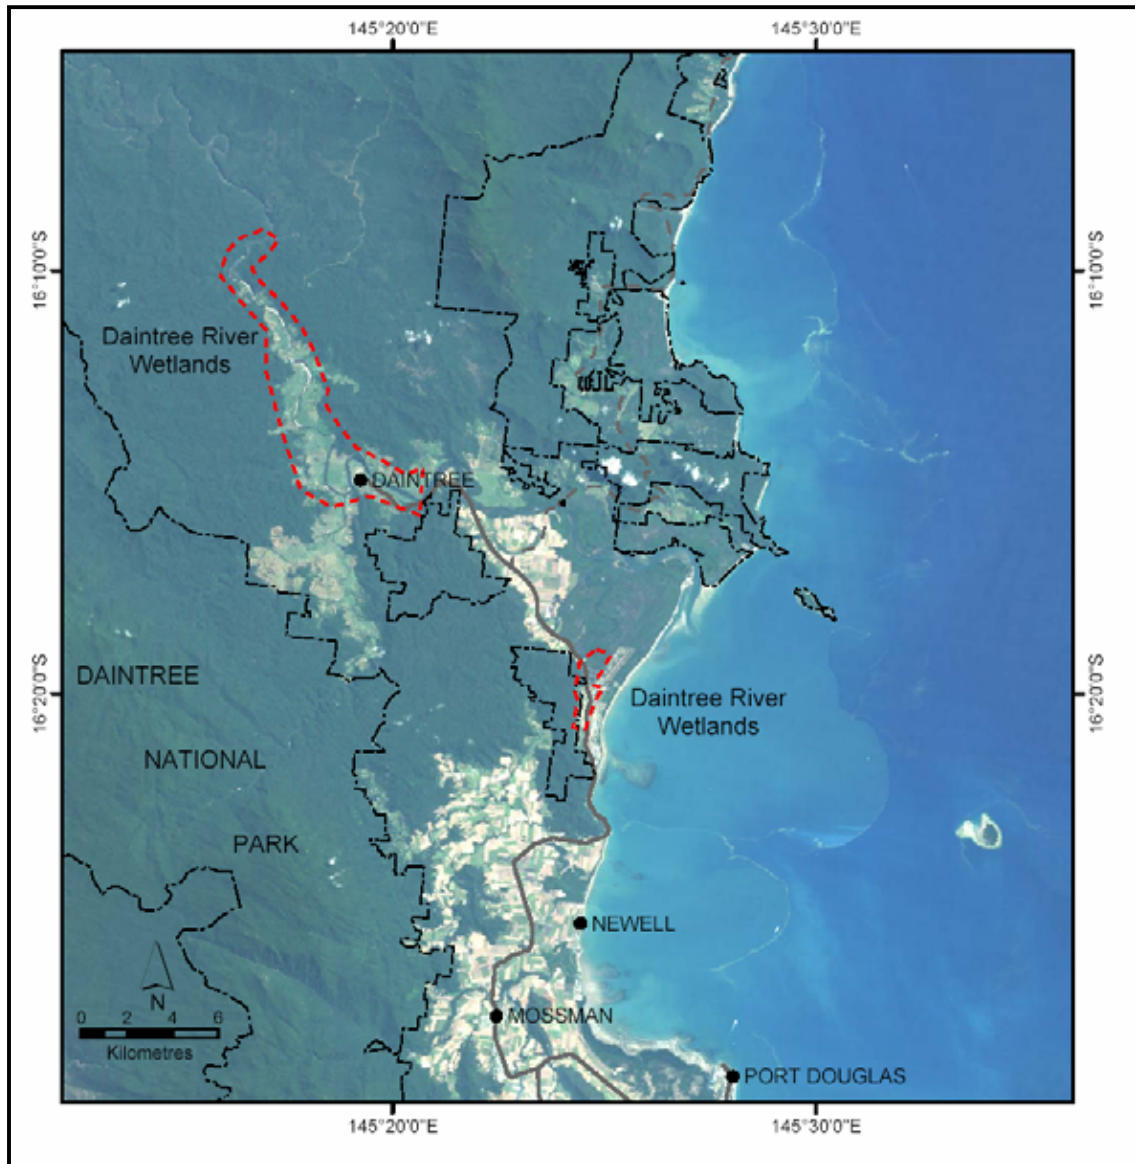 145°20'0"E
145°30'0"E
16°10'0"S
16°10'0"S
Daintree River
Wetlands
DAINTREE
16°20'0"S
16°20'0"S
DAINTREE
Daintree River
Wetlands
NATIONAL
PARK
NEWELL
N
MOSSMAN
0 2 4 6
Kilometres
PORT DOUGLAS
145°20'0"E
145°30'0"E